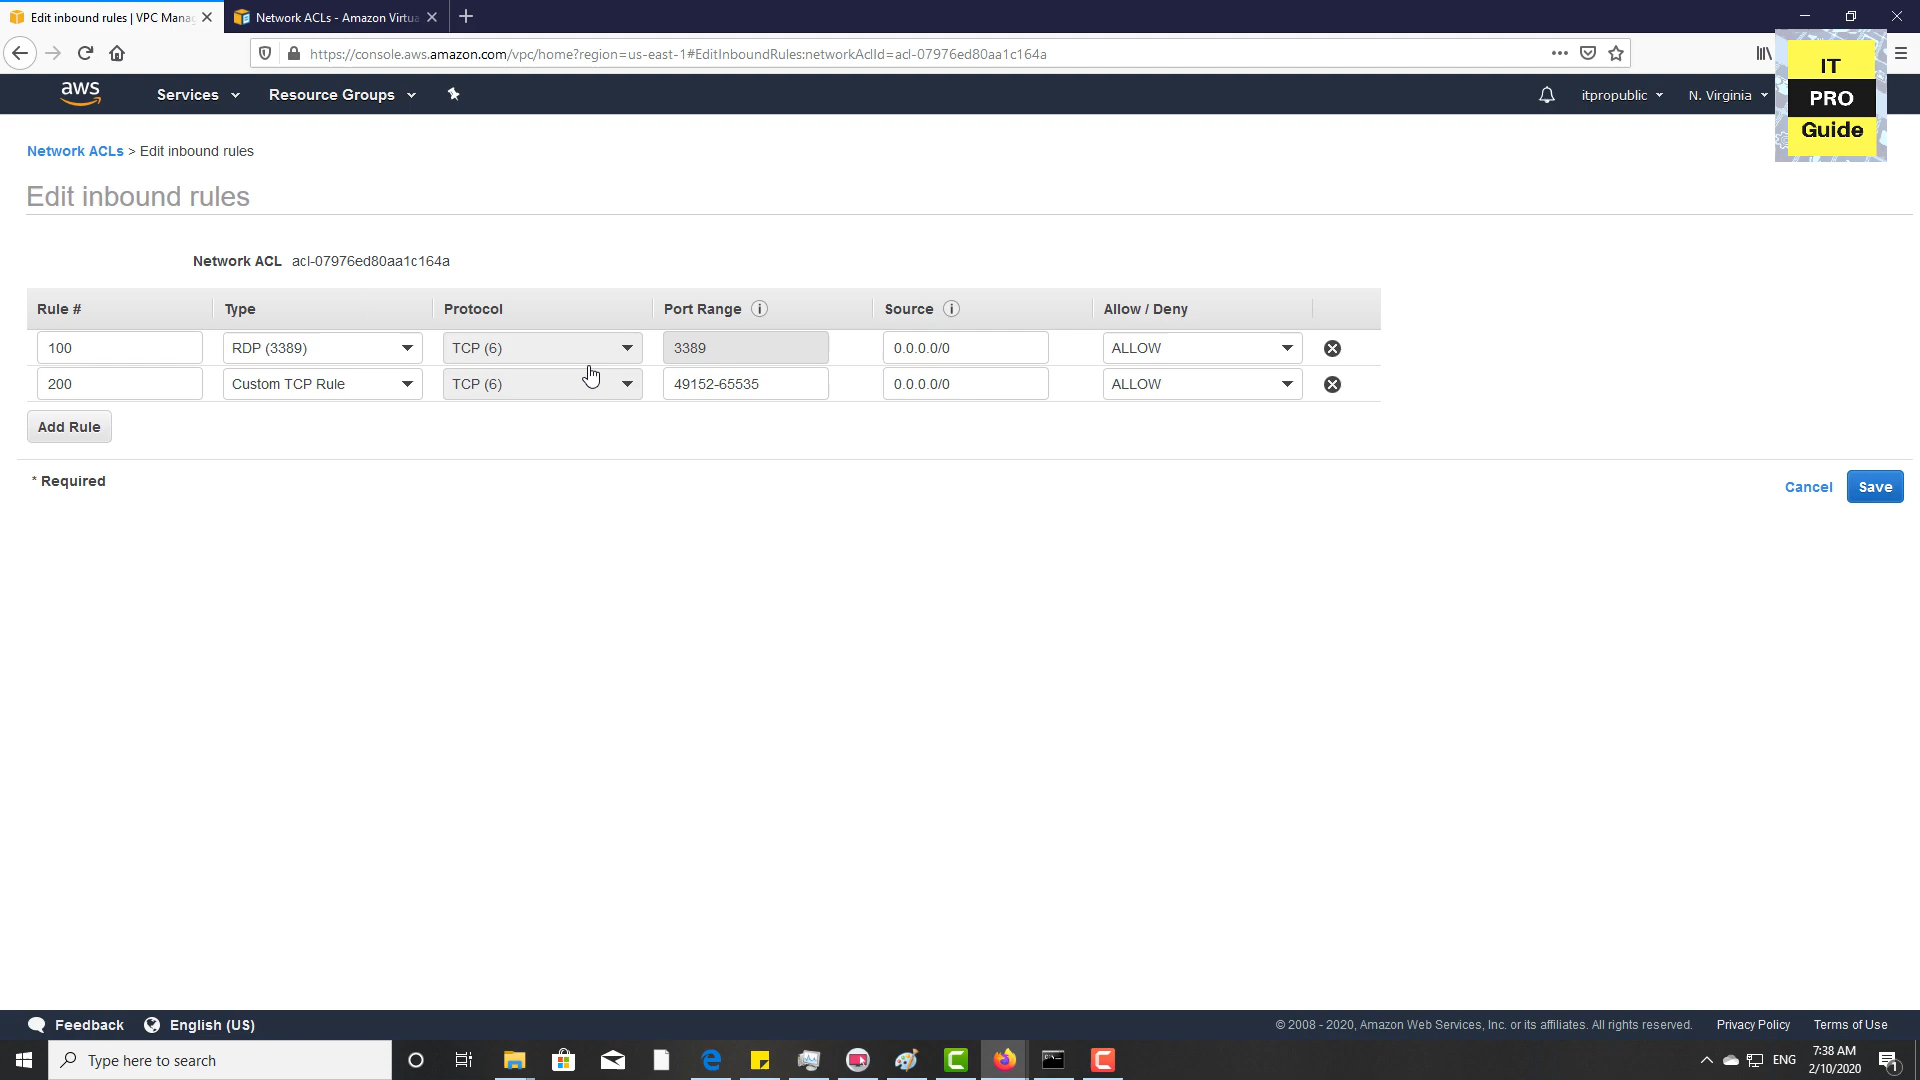 Edit inbound rules | VPC Mana
Network ACLs - Amazon Virtua
https://console.aws.amazon.com/vpc/home?region=us-east-1#EditInboundRules:networkAclId=acl-07976ed80aa1c164a
aws
Services
Resource Groups
itpropublic
N. Virginia
IT
PRO
Guide
Network ACLs > Edit inbound rules
Edit inbound rules
Network ACL acl-07976ed80aa1c164a
Rule # Type Protocol Port Range Source Allow / Deny
100 RDP (3389) TCP (6) 3389 0.0.0.0/0 ALLOW
200 Custom TCP Rule TCP (6) 49152-65535 0.0.0.0/0 ALLOW
Add Rule
* Required
Cancel Save
Feedback English (US)
© 2008 - 2020, Amazon Web Services, Inc. or its affiliates. All rights reserved. Privacy Policy Terms of Use
Type here to search
ENG
7:38 AM
2/10/2020
1